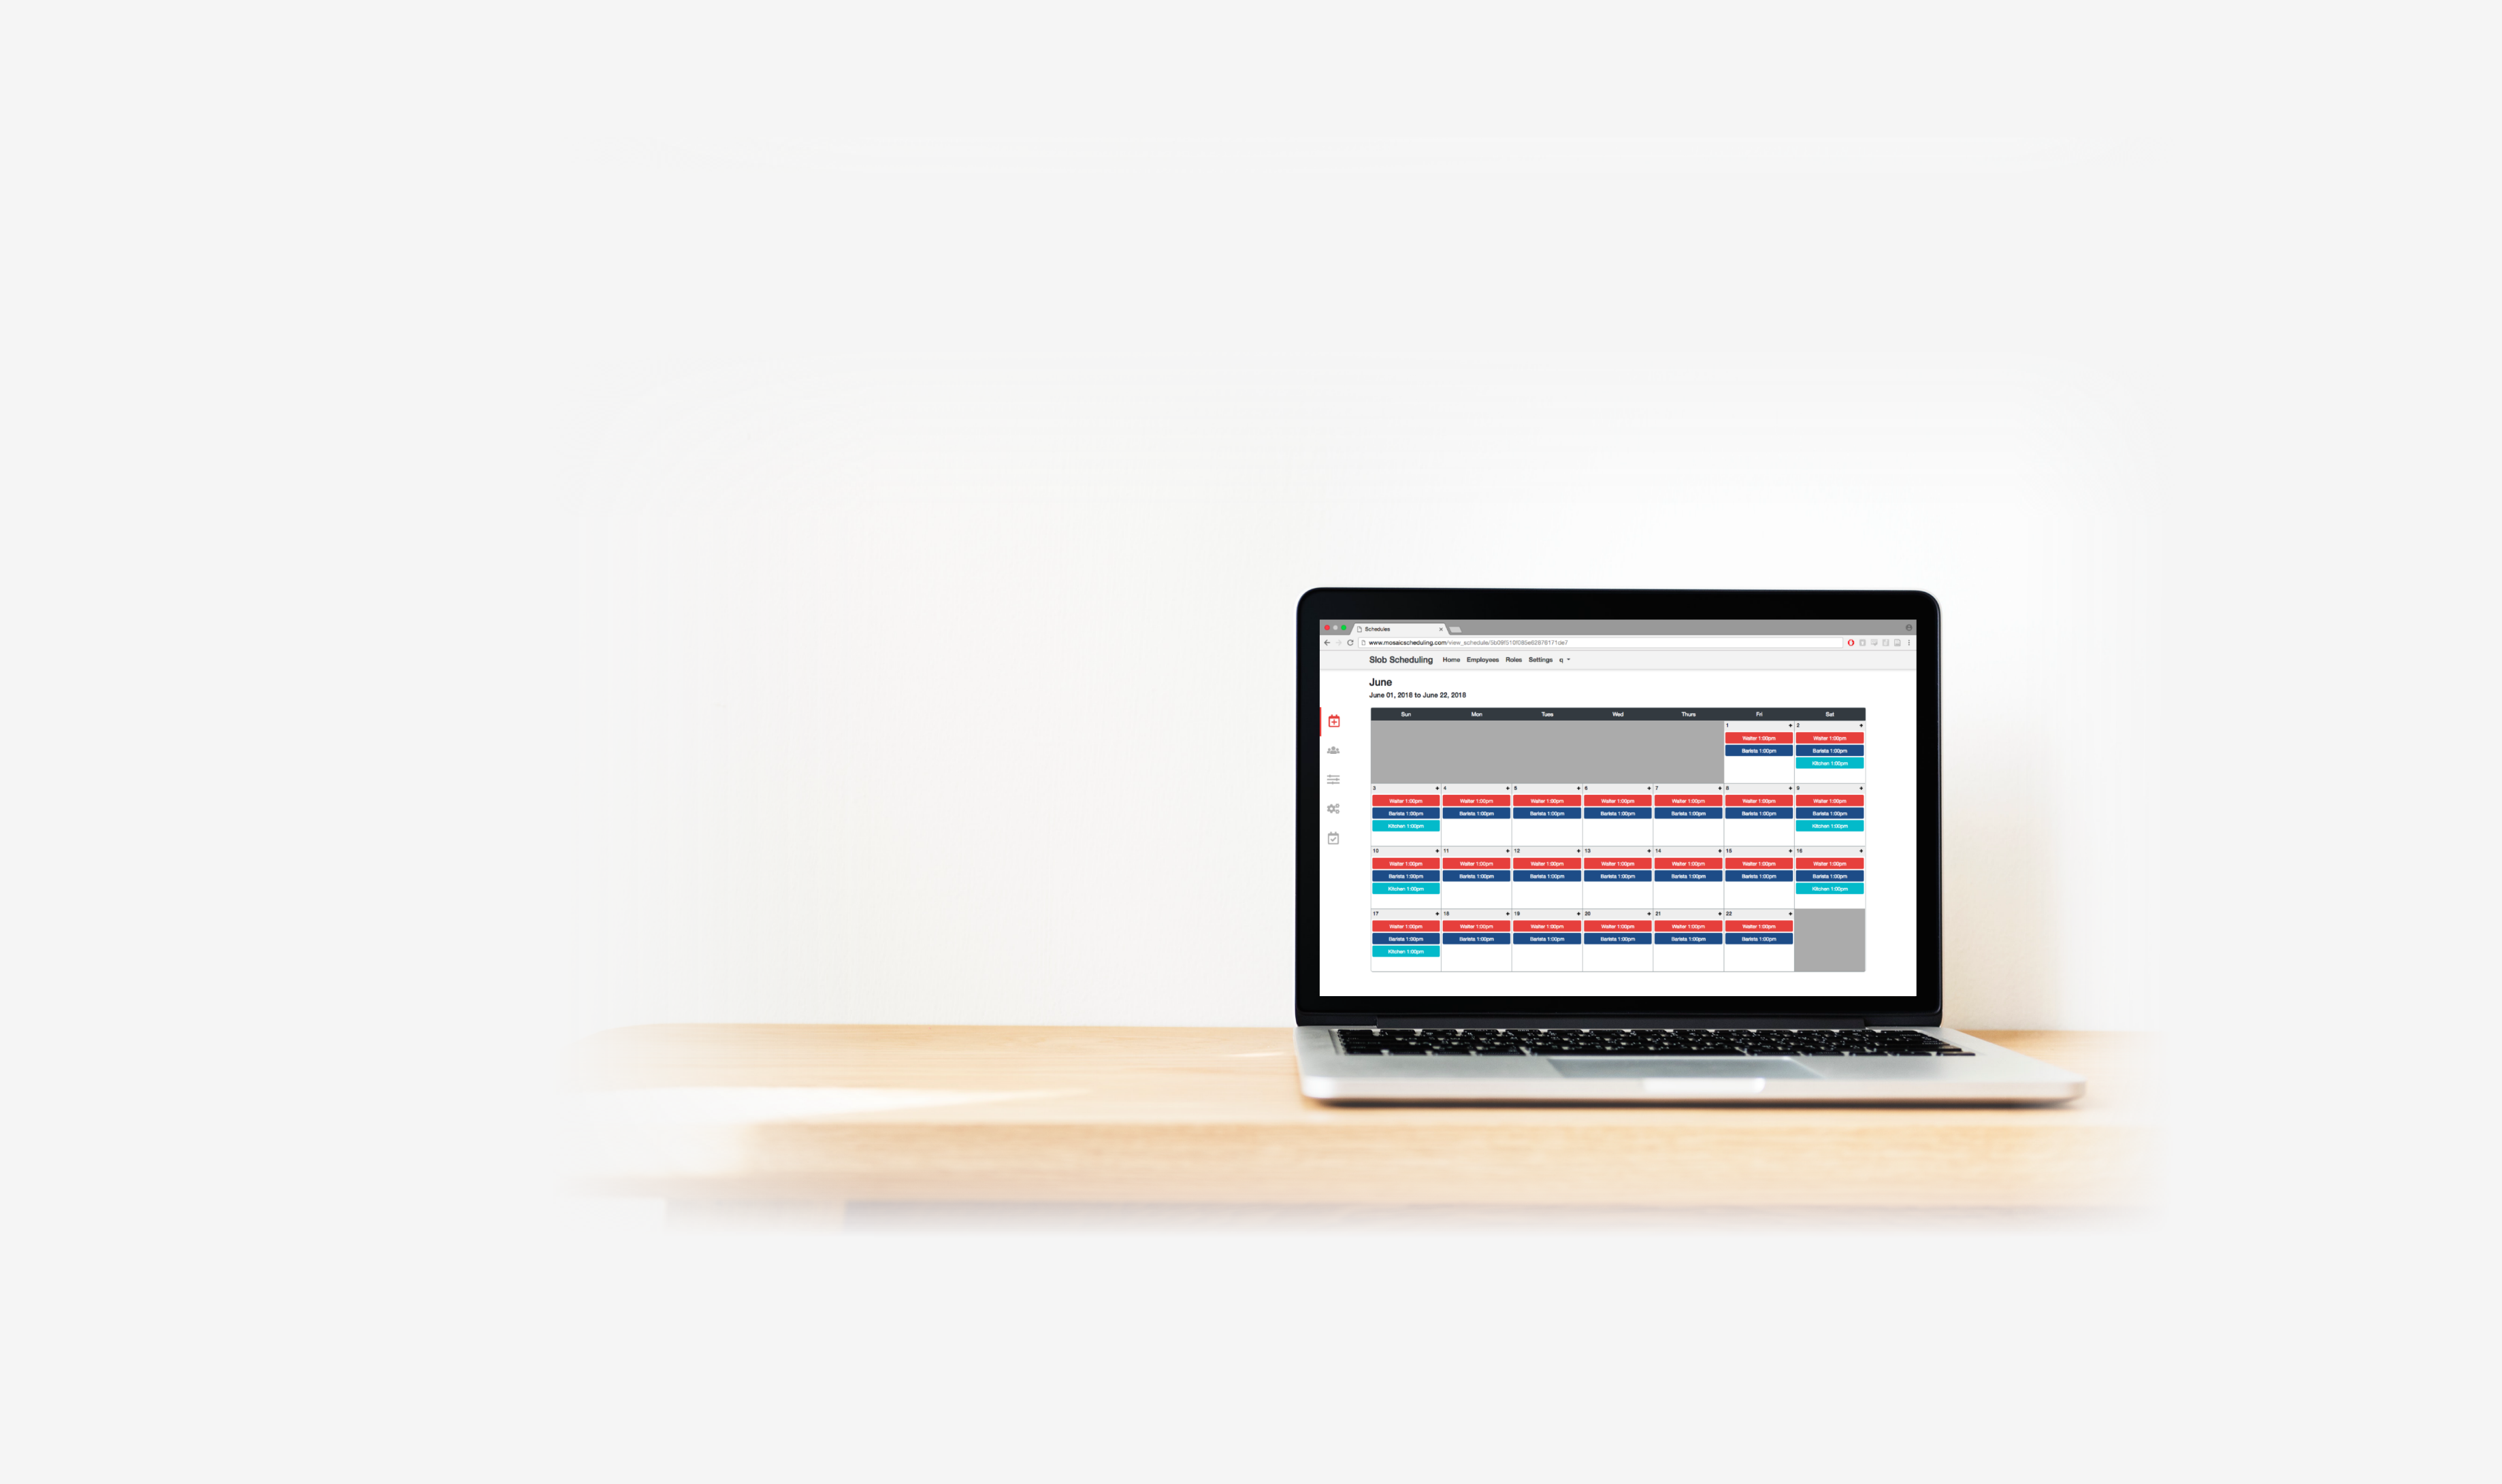 Schedules
www.mosaicscheduling.com/view_schedule/
Slob Scheduling Home Employees Roles Settings q
June
June 01, 2018 to June 22, 2018
Sun Mon Tues Wed Thurs Fri Sat
1 + 2 +
Waiter 1:00pm Waiter 1:00pm
Barista 1:00pm Barista 1:00pm
Kitchen 1:00pm
3 + 4 + 5 + 6 + 7 + 8 + 9 +
Waiter 1:00pm Waiter 1:00pm Waiter 1:00pm Waiter 1:00pm Waiter 1:00pm Waiter 1:00pm Waiter 1:00pm
Barista 1:00pm Barista 1:00pm Barista 1:00pm Barista 1:00pm Barista 1:00pm Barista 1:00pm Barista 1:00pm
Kitchen 1:00pm Kitchen 1:00pm
10 + 11 + 12 + 13 + 14 + 15 + 16 +
Waiter 1:00pm Waiter 1:00pm Waiter 1:00pm Waiter 1:00pm Waiter 1:00pm Waiter 1:00pm Waiter 1:00pm
Barista 1:00pm Barista 1:00pm Barista 1:00pm Barista 1:00pm Barista 1:00pm Barista 1:00pm Barista 1:00pm
Kitchen 1:00pm Kitchen 1:00pm
17 + 18 + 19 + 20 + 21 + 22 +
Waiter 1:00pm Waiter 1:00pm Waiter 1:00pm Waiter 1:00pm Waiter 1:00pm Waiter 1:00pm
Barista 1:00pm Barista 1:00pm Barista 1:00pm Barista 1:00pm Barista 1:00pm Barista 1:00pm
Kitchen 1:00pm